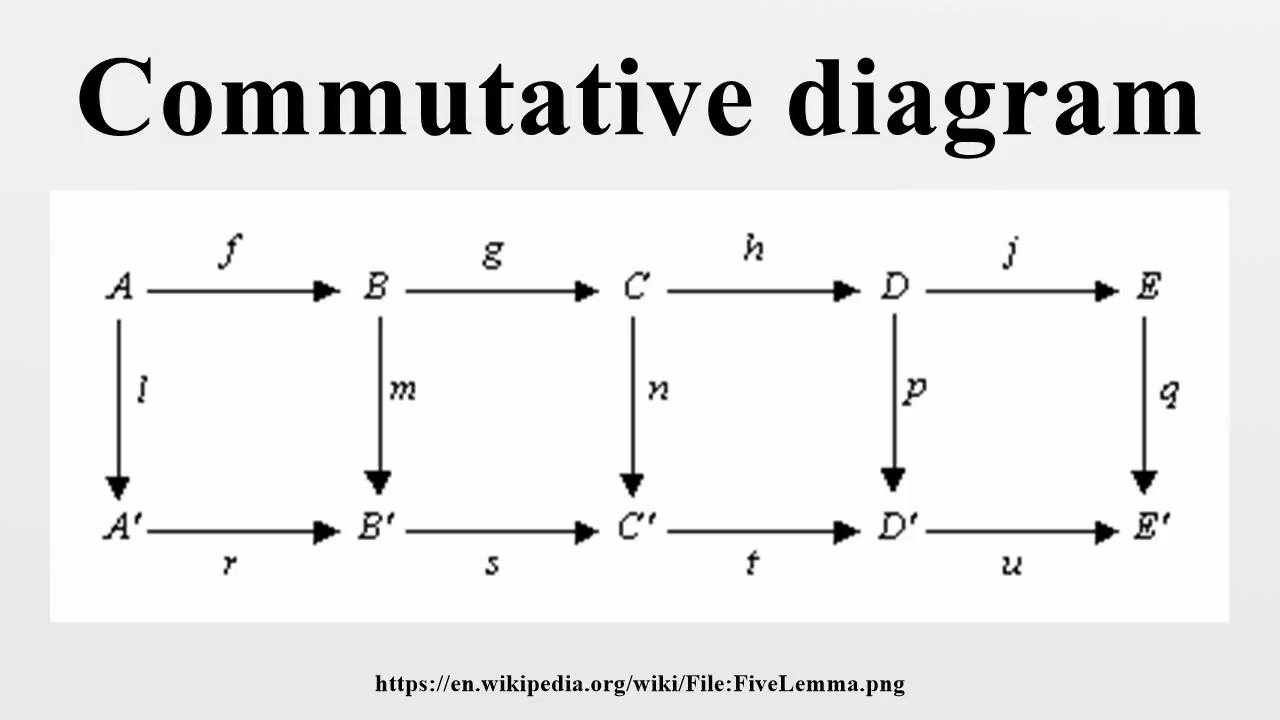 Commutative diagram
f g h j
A B C D E
l m n p q
A' B' C' D' E'
r s t u
https://en.wikipedia.org/wiki/File:FiveLemma.png